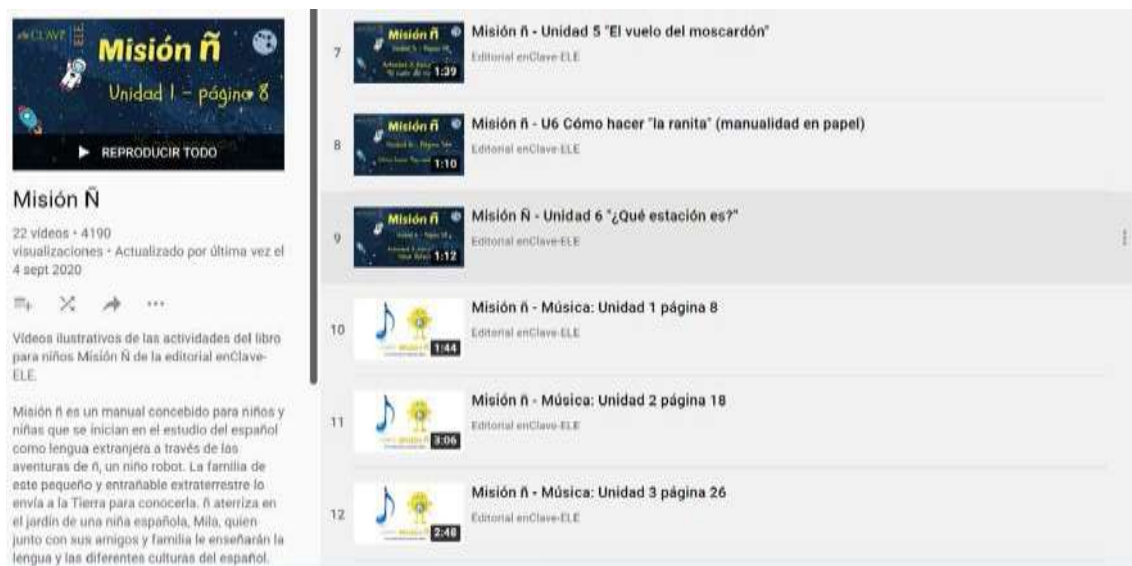 CLAVE
ELE
Misión ñ
Unidad 1 - página 8
REPRODUCIR TODO
Misión Ñ
22 vídeos • 4190
visualizaciones • Actualizado por última vez el
4 sept 2020
Vídeos ilustrativos de las actividades del libro
para niños Misión Ñ de la editorial enClave-
ELE.
Misión ñ es un manual concebido para niños y
niñas que se inician en el estudio del español
como lengua extranjera a través de las
aventuras de ñ, un niño robot. La familia de
este pequeño y entrañable extraterrestre lo
envía a la Tierra para conocerla. ñ aterriza en
el jardín de una niña española, Mila, quien
junto con sus amigos y familia le enseñarán la
lengua y las diferentes culturas del español.
7
Misión ñ
1:39
Misión ñ - Unidad 5 "El vuelo del moscardón"
Editorial enClave-ELE
8
Misión ñ
1:10
Misión ñ - U6 Cómo hacer "la ranita" (manualidad en papel)
Editorial enClave-ELE
9
Misión ñ
1:12
Misión Ñ - Unidad 6 "¿Qué estación es?"
Editorial enClave-ELE
10
1:44
Misión ñ - Música: Unidad 1 página 8
Editorial enClave-ELE
11
3:06
Misión ñ - Música: Unidad 2 página 18
Editorial enClave-ELE
12
2:48
Misión ñ - Música: Unidad 3 página 26
Editorial enClave-ELE